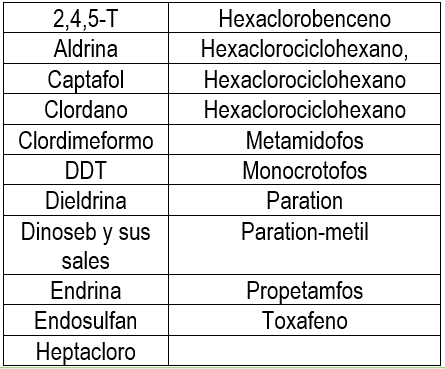 2,4,5-T Hexaclorobenceno
Aldrina Hexaclorociclohexano,
Captafol Hexaclorociclohexano
Clordano Hexaclorociclohexano
Clordimeformo Metamidofos
DDT Monocrotofos
Dieldrina Paration
Dinoseb y sus Paration-metil
sales
Endrina Propetamfos
Endosulfan Toxafeno
Heptacloro